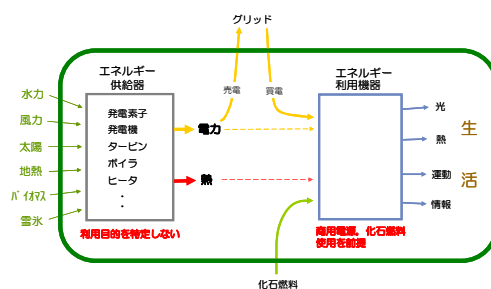 グリッド
エネルギー
供給器
売電
買電
エネルギー
利用機器
水力
風力
太陽
地熱
バイオマス
雪氷
発電素子
発電機
タービン
ボイラ
ヒータ
・
・
電力
熱
光
熱
運動
情報
生
活
利用目的を特定しない
商用電源，化石燃料
使用を前提
化石燃料